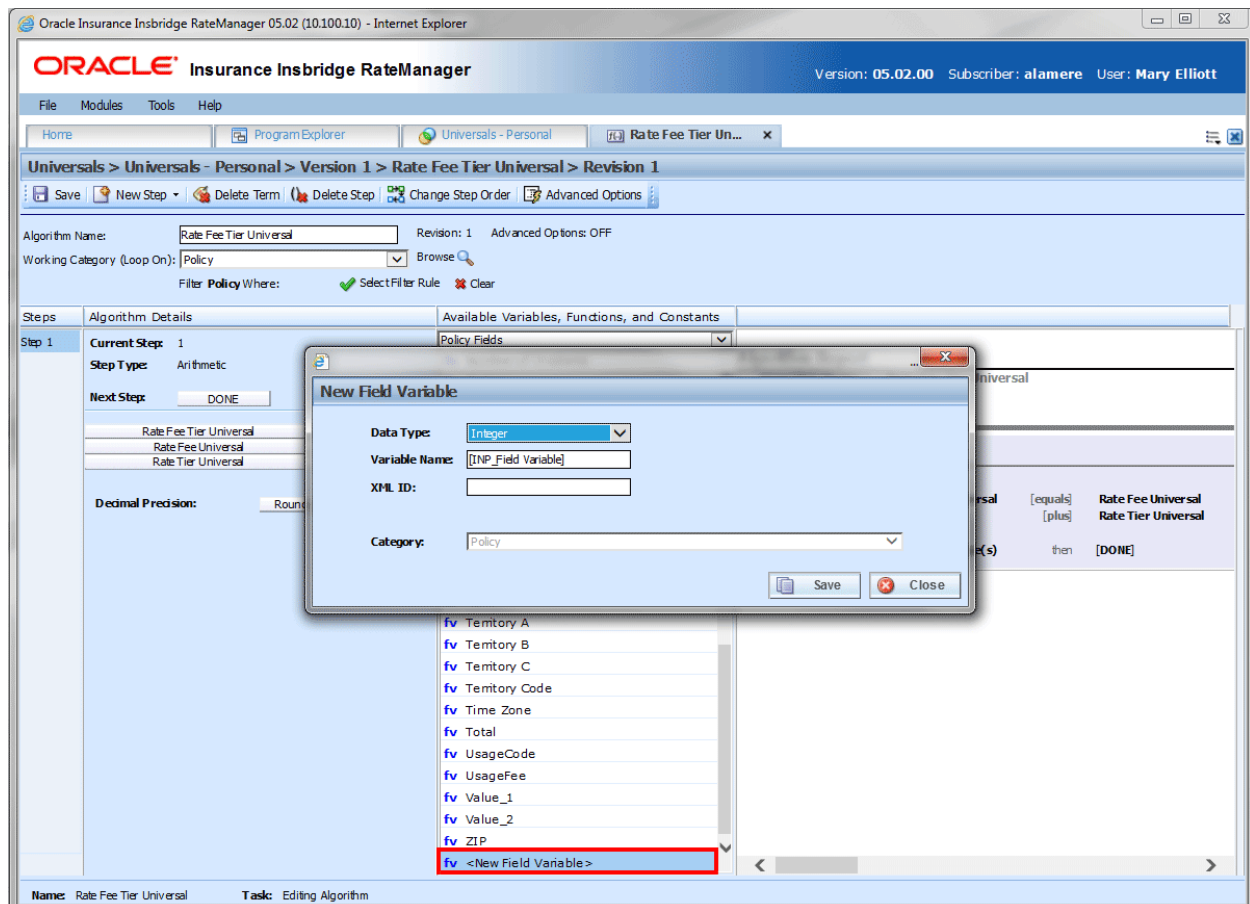 Oracle Insurance Insbridge RateManager 05.02 (10.100.10) - Internet Explorer
ORACLE Insurance Insbridge RateManager
Version: 05.02.00 Subscriber: alamere User: Mary Elliott
File Modules Tools Help
Home Program Explorer Universals - Personal Rate Fee Tier Un... x
Universals > Universals - Personal > Version 1 > Rate Fee Tier Universal > Revision 1
Save New Step Delete Term Delete Step Change Step Order Advanced Options
Algorithm Name: Rate Fee Tier Universal Revision: 1 Advanced Options: OFF
Working Category (Loop On): Policy Browse
Filter Policy Where: Select Filter Rule Clear
Steps Algorithm Details Available Variables, Functions, and Constants
Step 1 Current Step: 1 Policy Fields
Step Type: Arithmetic
Next Step: DONE
Rate Fee Tier Universal
Rate Fee Universal
Rate Tier Universal
Decimal Precision: Roun
...
New Field Variable
Data Type: Integer
Variable Name: [INP_Field Variable]
XML ID:
Category: Policy
Save Close
niversal
rsal [equals] Rate Fee Universal
[plus] Rate Tier Universal
e(s) then [DONE]
fv Territory A
fv Territory B
fv Territory C
fv Territory Code
fv Time Zone
fv Total
fv UsageCode
fv UsageFee
fv Value_1
fv Value_2
fv ZIP
fv <New Field Variable>
Name: Rate Fee Tier Universal Task: Editing Algorithm